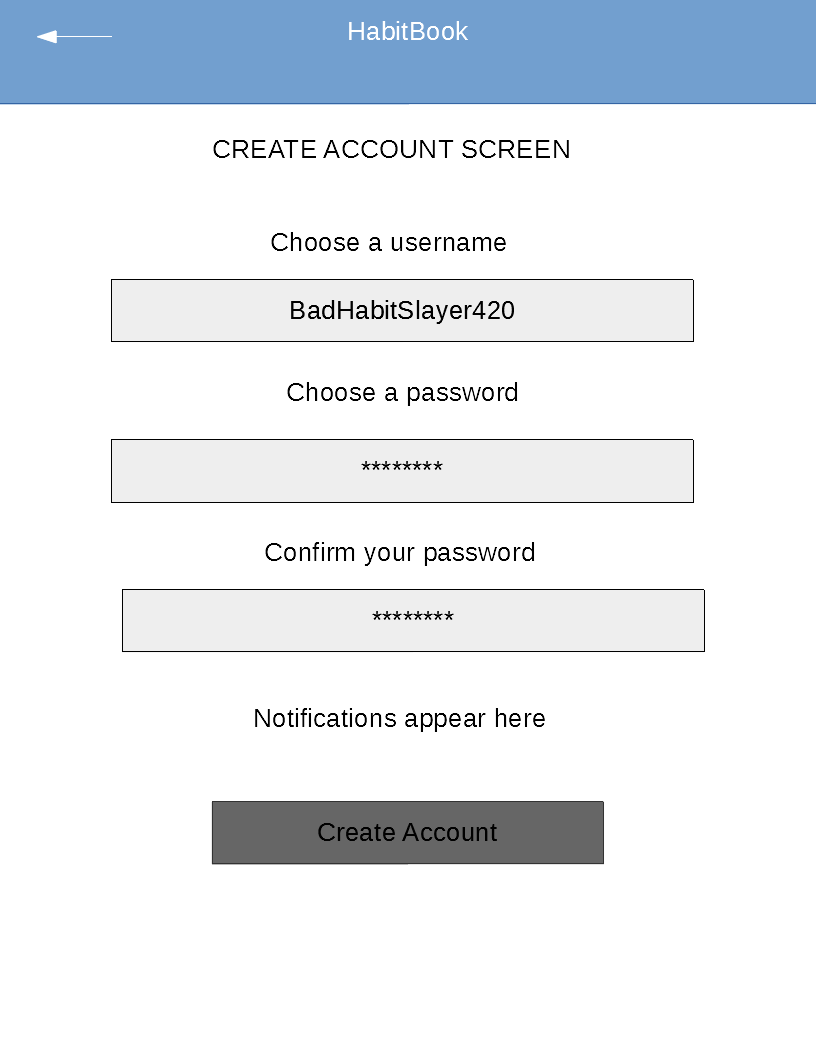 HabitBook
CREATE ACCOUNT SCREEN
Choose a username
BadHabitSlayer420
Choose a password
********
Confirm your password
********
Notifications appear here
Create Account